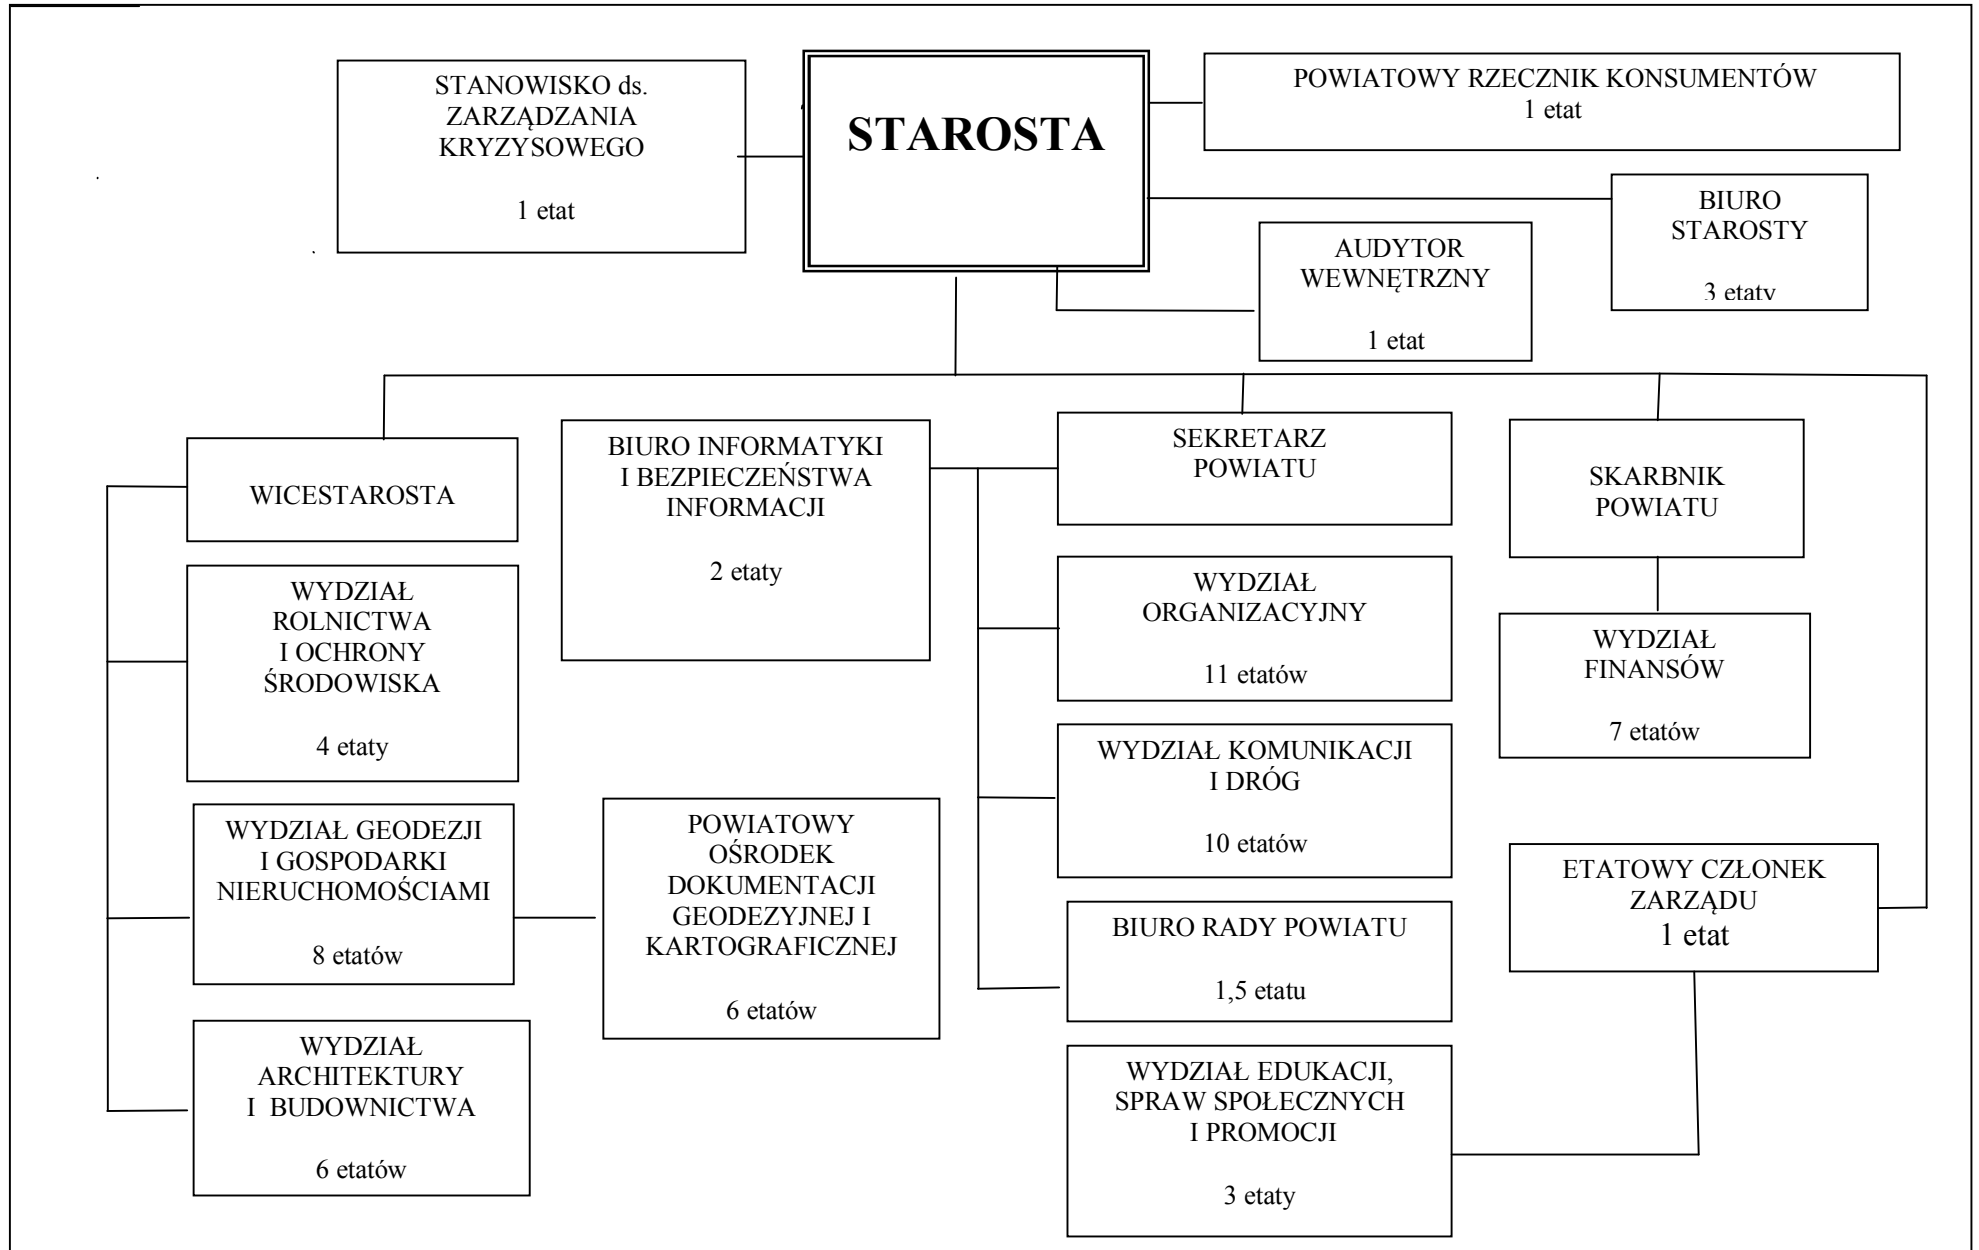 STANOWISKO ds.
ZARZĄDZANIA
KRYZYSOWEGO
1 etat
STAROSTA
POWIATOWY RZECZNIK KONSUMENTÓW
1 etat
BIURO
STAROSTY
3 etaty
AUDYTOR
WEWNĘTRZNY
1 etat
WICESTAROSTA
BIURO INFORMATYKI
I BEZPIECZEŃSTWA
INFORMACJI
2 etaty
SEKRETARZ
POWIATU
SKARBNIK
POWIATU
WYDZIAŁ
ROLNICTWA
I OCHRONY
ŚRODOWISKA
4 etaty
WYDZIAŁ
ORGANIZACYJNY
11 etatów
WYDZIAŁ
FINANSÓW
7 etatów
WYDZIAŁ KOMUNIKACJI
I DRÓG
10 etatów
WYDZIAŁ GEODEZJI
I GOSPODARKI
NIERUCHOMOŚCIAMI
8 etatów
POWIATOWY
OŚRODEK
DOKUMENTACJI
GEODEZYJNEJ I
KARTOGRAFICZNEJ
6 etatów
ETATOWY CZŁONEK
ZARZĄDU
1 etat
BIURO RADY POWIATU
1,5 etatu
WYDZIAŁ
ARCHITEKTURY
I BUDOWNICTWA
6 etatów
WYDZIAŁ EDUKACJI,
SPRAW SPOŁECZNYCH
I PROMOCJI
3 etaty